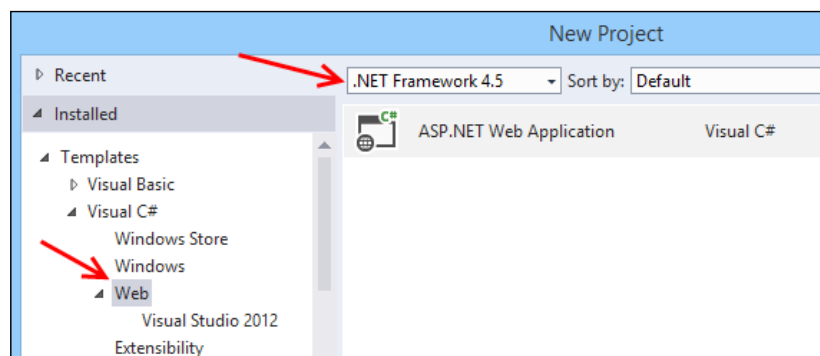 New Project
Recent
Installed
Templates
Visual Basic
Visual C#
Windows Store
Windows
Web
Visual Studio 2012
Extensibility
.NET Framework 4.5 Sort by: Default
C# ASP.NET Web Application Visual C#